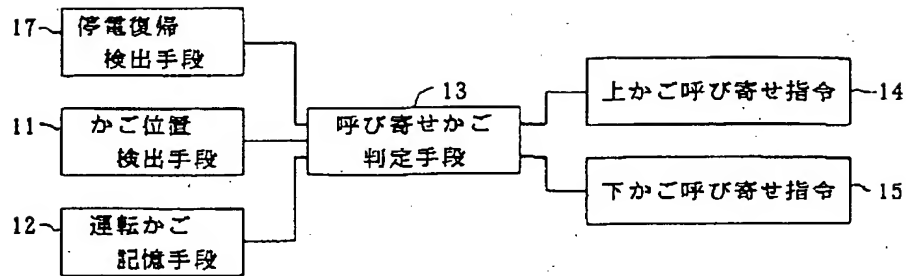 17
停電復帰
検出手段
11
かご位置
検出手段
12
運転かご
記憶手段
13
呼び寄せかご
判定手段
上かご呼び寄せ指令
14
下かご呼び寄せ指令
15